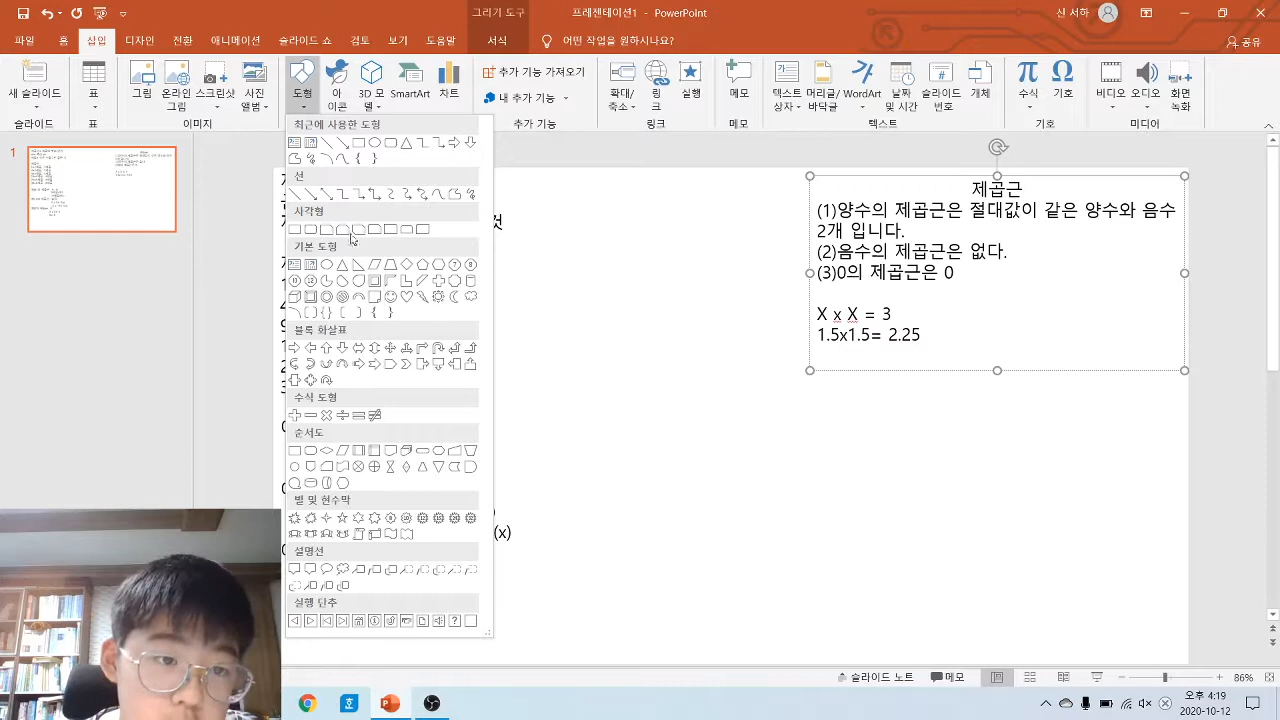 그리기 도구
프레젠테이션1 - PowerPoint
신 서하
파일 홈 삽입 디자인 전환 애니메이션 슬라이드 쇼 검토 보기 도움말 서식 어떤 작업을 원하시나요?
공유
새 슬라이드
표
그림
온라인 그림
스크린샷
사진 앨범
도형
아이콘
3D 모델
SmartArt
차트
추가 기능 가져오기
내 추가 기능
확대/축소
링크
실행
메모
텍스트 상자
머리글/바닥글
WordArt
날짜 및 시간
슬라이드 번호
개체
수식
기호
비디오
오디오
화면 녹화
슬라이드
표
이미지
추가 기능
링크
메모
텍스트
기호
미디어
최근에 사용한 도형
선
사각형
기본 도형
블록 화살표
수식 도형
순서도
별 및 현수막
설명선
실행 단추
1
것
(x)
제곱근
(1)양수의 제곱근은 절대값이 같은 양수와 음수
2개 입니다.
(2)음수의 제곱근은 없다.
(3)0의 제곱근은 0
X x X = 3
1.5x1.5= 2.25
슬라이드 노트
메모
86%
오후 4:19
2020-10-12